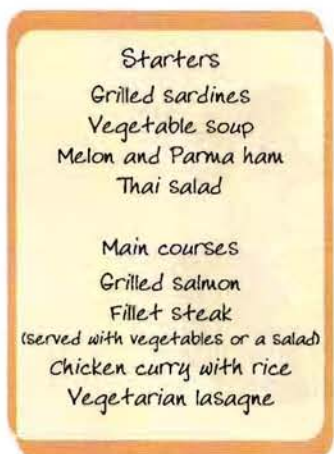 Starters
Grilled sardines
Vegetable soup
Melon and Parma ham
Thai salad
Main courses
Grilled salmon
Fillet steak
(served with vegetables or a salad)
Chicken curry with rice
Vegetarian lasagne